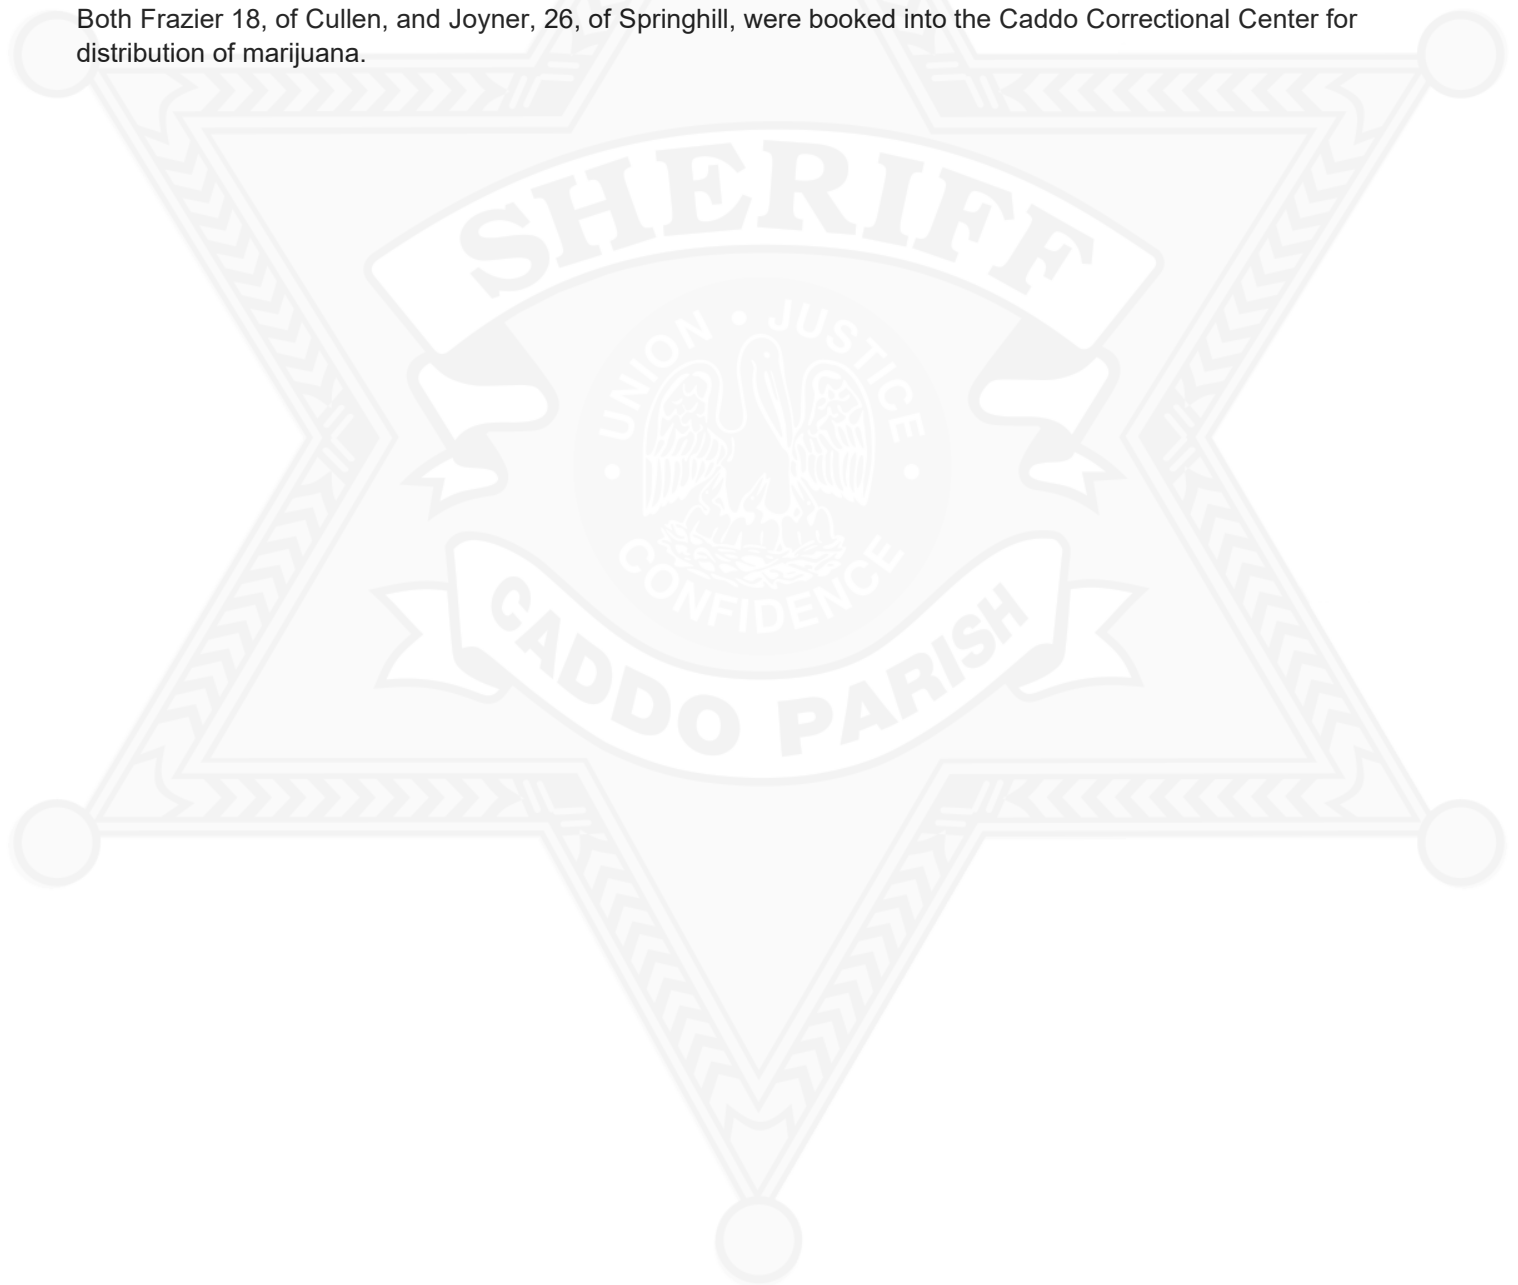 Both Frazier 18, of Cullen, and Joyner, 26, of Springhill, were booked into the Caddo Correctional Center for
distribution of marijuana.
SHERIFF
UNION • JUSTICE
• CONFIDENCE •
CADDO PARISH